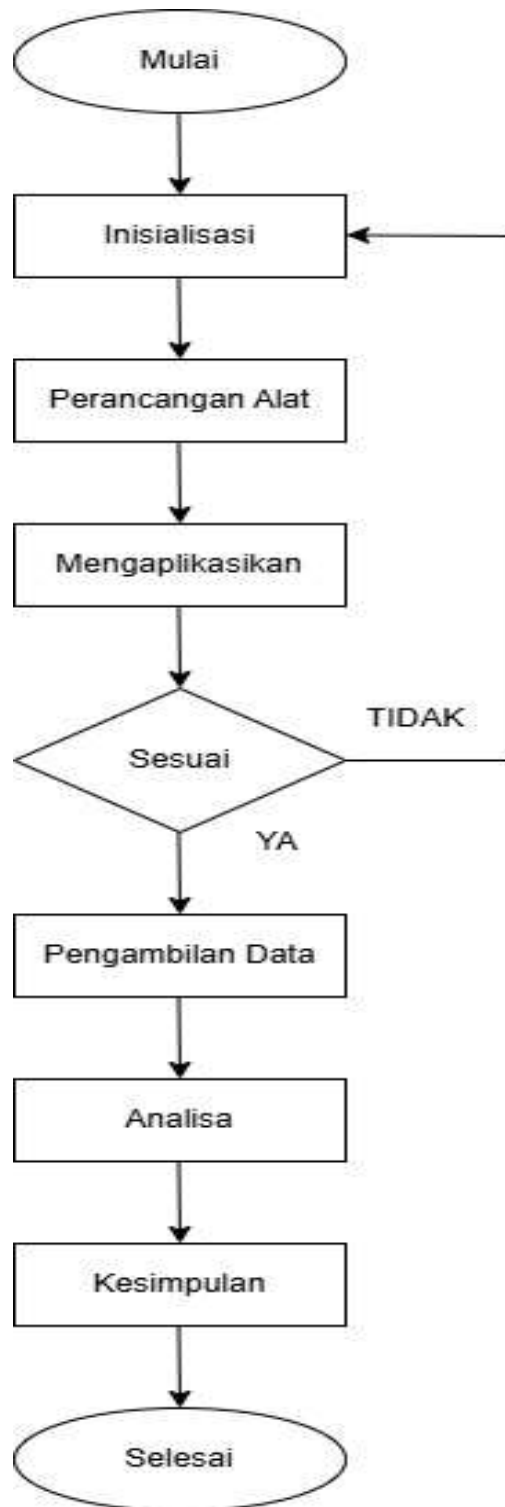 Mulai
Inisialisasi
Perancangan Alat
Mengaplikasikan
TIDAK
Sesuai
YA
Pengambilan Data
Analisa
Kesimpulan
Selesai